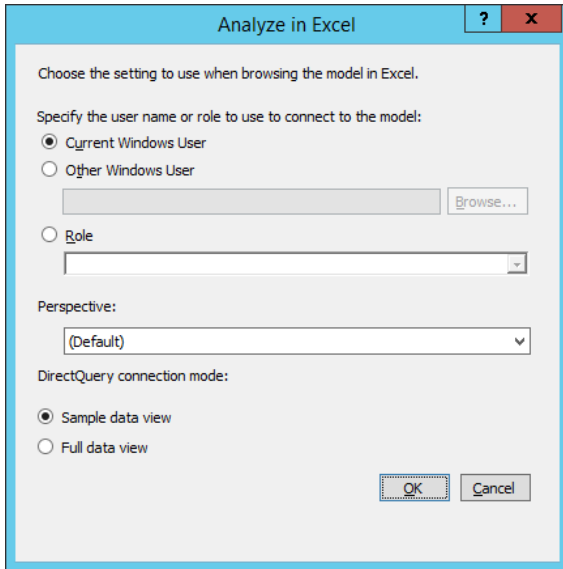 Analyze in Excel
? x
Choose the setting to use when browsing the model in Excel.
Specify the user name or role to use to connect to the model:
Current Windows User
Other Windows User
Browse...
Role
Perspective:
(Default)
DirectQuery connection mode:
Sample data view
Full data view
OK Cancel